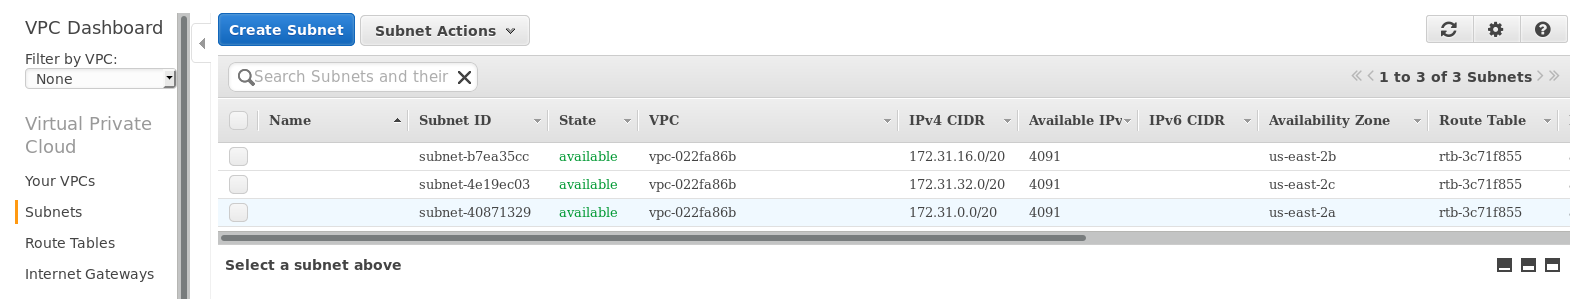 VPC Dashboard
Filter by VPC:
None
Virtual Private
Cloud
Your VPCs
Subnets
Route Tables
Internet Gateways
Create Subnet Subnet Actions
Search Subnets and their
1 to 3 of 3 Subnets
Name Subnet ID State VPC IPv4 CIDR Available IPv IPv6 CIDR Availability Zone Route Table
subnet-b7ea35cc available vpc-022fa86b 172.31.16.0/20 4091 us-east-2b rtb-3c71f855
subnet-4e19ec03 available vpc-022fa86b 172.31.32.0/20 4091 us-east-2c rtb-3c71f855
subnet-40871329 available vpc-022fa86b 172.31.0.0/20 4091 us-east-2a rtb-3c71f855
Select a subnet above